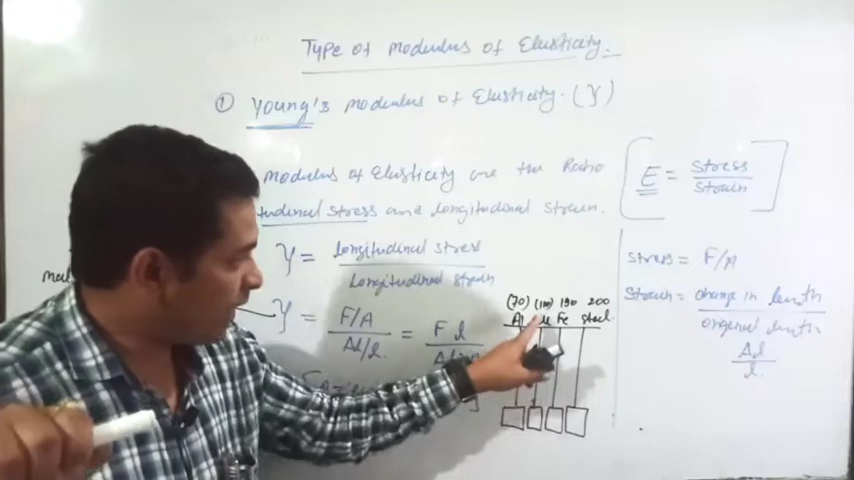 Type of modulus of Elasticity.
① Young's modulus of Elasticity. (Y)
modulus of Elasticity are the Ratio
tudinal stress and longitudinal strain.
E = Stress / Strain
Y = longitudinal stress / Longitudinal strain
Y = F/A / Δl/l = F l
Stress = F/A
Strain = change in length / original length
Δl / l
(70) 190 200
Al Fe steel